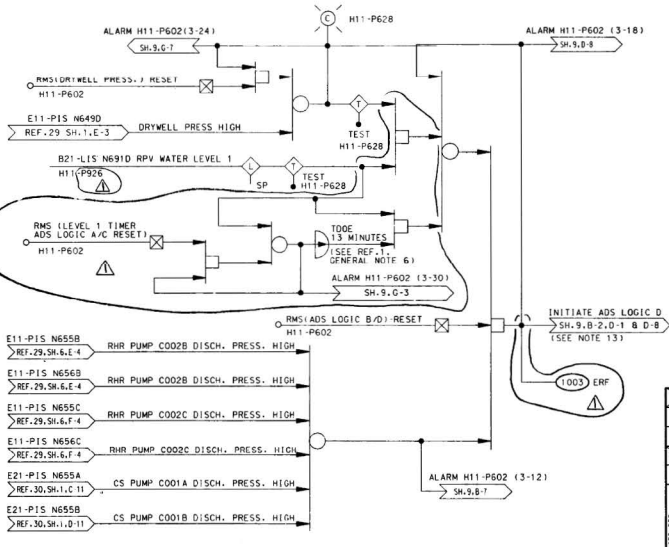 C H11-P628
ALARM H11-P602(3-24)
SH.9.G-7
ALARM H11-P602 (3-18)
SH.9.D-8
RMS(DRYWELL PRESS.) RESET
H11-P602
E11-PIS N649D
REF.29 SH.1.E-3
DRYWELL PRESS HIGH
T
TEST
H11-P628
B21-LIS N691D RPV WATER LEVEL 1
H11-P926
1
L
SP
T
TEST
H11-P628
RMS (LEVEL 1 TIMER
ADS LOGIC A/C RESET)
H11-P602
1
TDOE
13 MINUTES
(SEE REF.1.
GENERAL NOTE 6)
ALARM H11-P602 (3-30)
SH.9.G-3
RMS(ADS LOGIC B/D)-RESET
H11-P602
INITIATE ADS LOGIC D
SH.9.B-2.D-1 & D-8
(SEE NOTE 13)
1003 ERF
1
E11-PIS N655B
REF.29.SH.6.E-4
RHR PUMP C002B DISCH. PRESS. HIGH
E11-PIS N656B
REF.29.SH.6.E-4
RHR PUMP C002B DISCH. PRESS. HIGH
E11-PIS N655C
REF.29.SH.6.F-4
RHR PUMP C002C DISCH. PRESS. HIGH
E11-PIS N656C
REF.29.SH.6.F-4
RHR PUMP C002C DISCH. PRESS. HIGH
E21-PIS N655A
REF.30.SH.1.C-11
CS PUMP C001A DISCH. PRESS. HIGH
E21-PIS N655B
REF.30.SH.1.D-11
CS PUMP C001B DISCH. PRESS. HIGH
ALARM H11-P602 (3-12)
SH.9.B-7